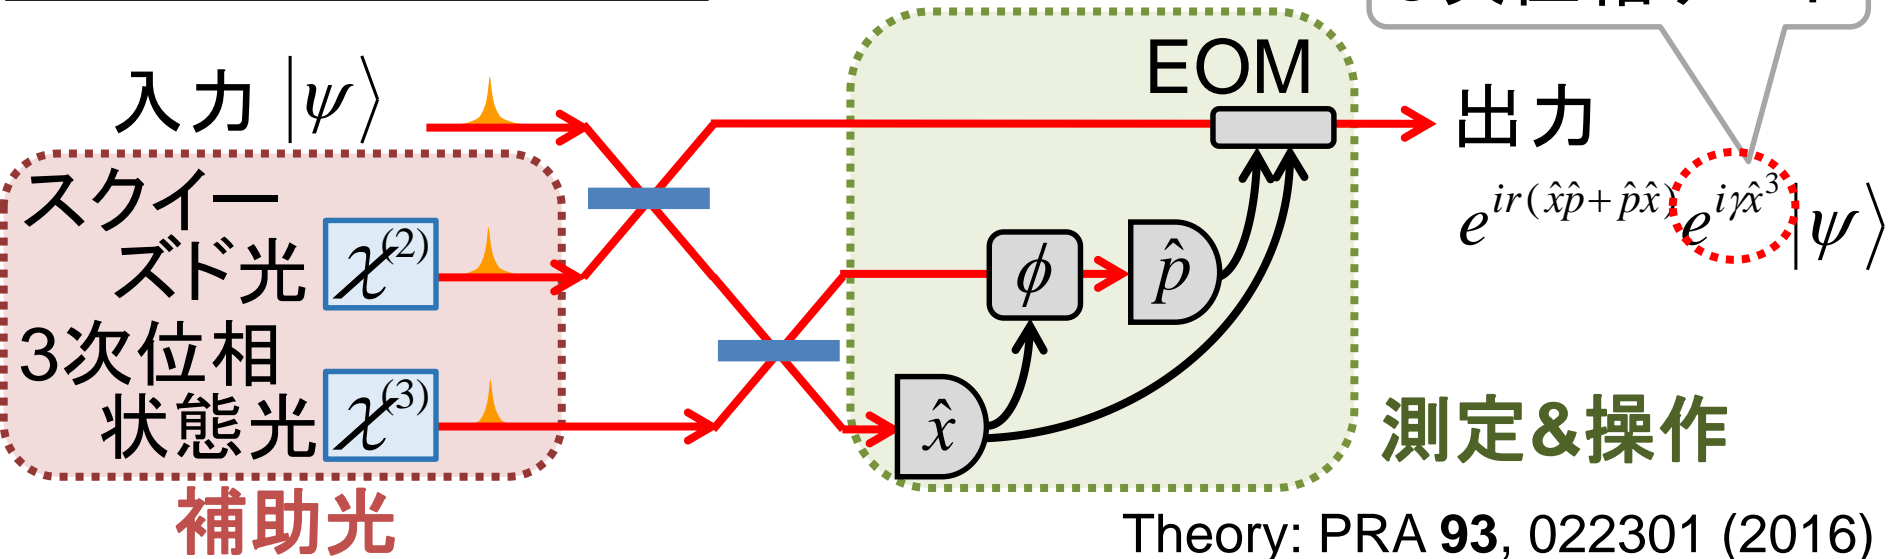 EOM
入力 |ψ⟩
出力
スクイー
ズド光 χ(2)
e^{ir(x̂p̂+p̂x̂)} e^{iγx̂³}|ψ⟩
ϕ
p̂
3次位相
状態光 χ(3)
x̂
測定&操作
補助光
Theory: PRA 93, 022301 (2016)